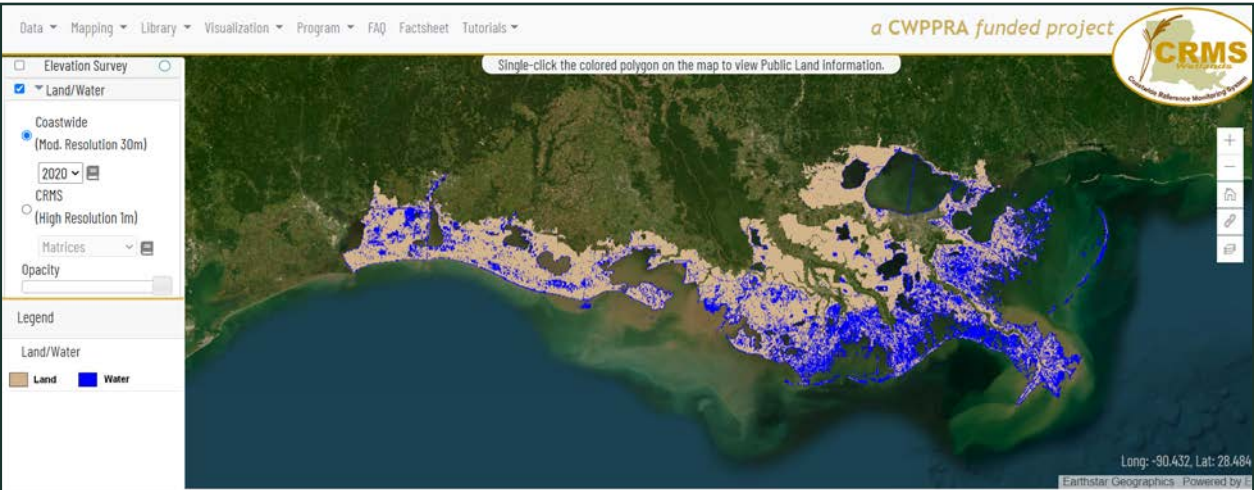 Data Mapping Library Visualization Program FAQ Factsheet Tutorials
a CWPPRA funded project
CRMS
Wetlands
Coastwide Reference Monitoring System
Elevation Survey
Single-click the colored polygon on the map to view Public Land information.
Land/Water
Coastwide
(Mod. Resolution 30m)
2020
CRMS
(High Resolution 1m)
Matrices
Opacity
Legend
Land/Water
Land Water
Long: -90.432, Lat: 28.484
Earthstar Geographics Powered by E